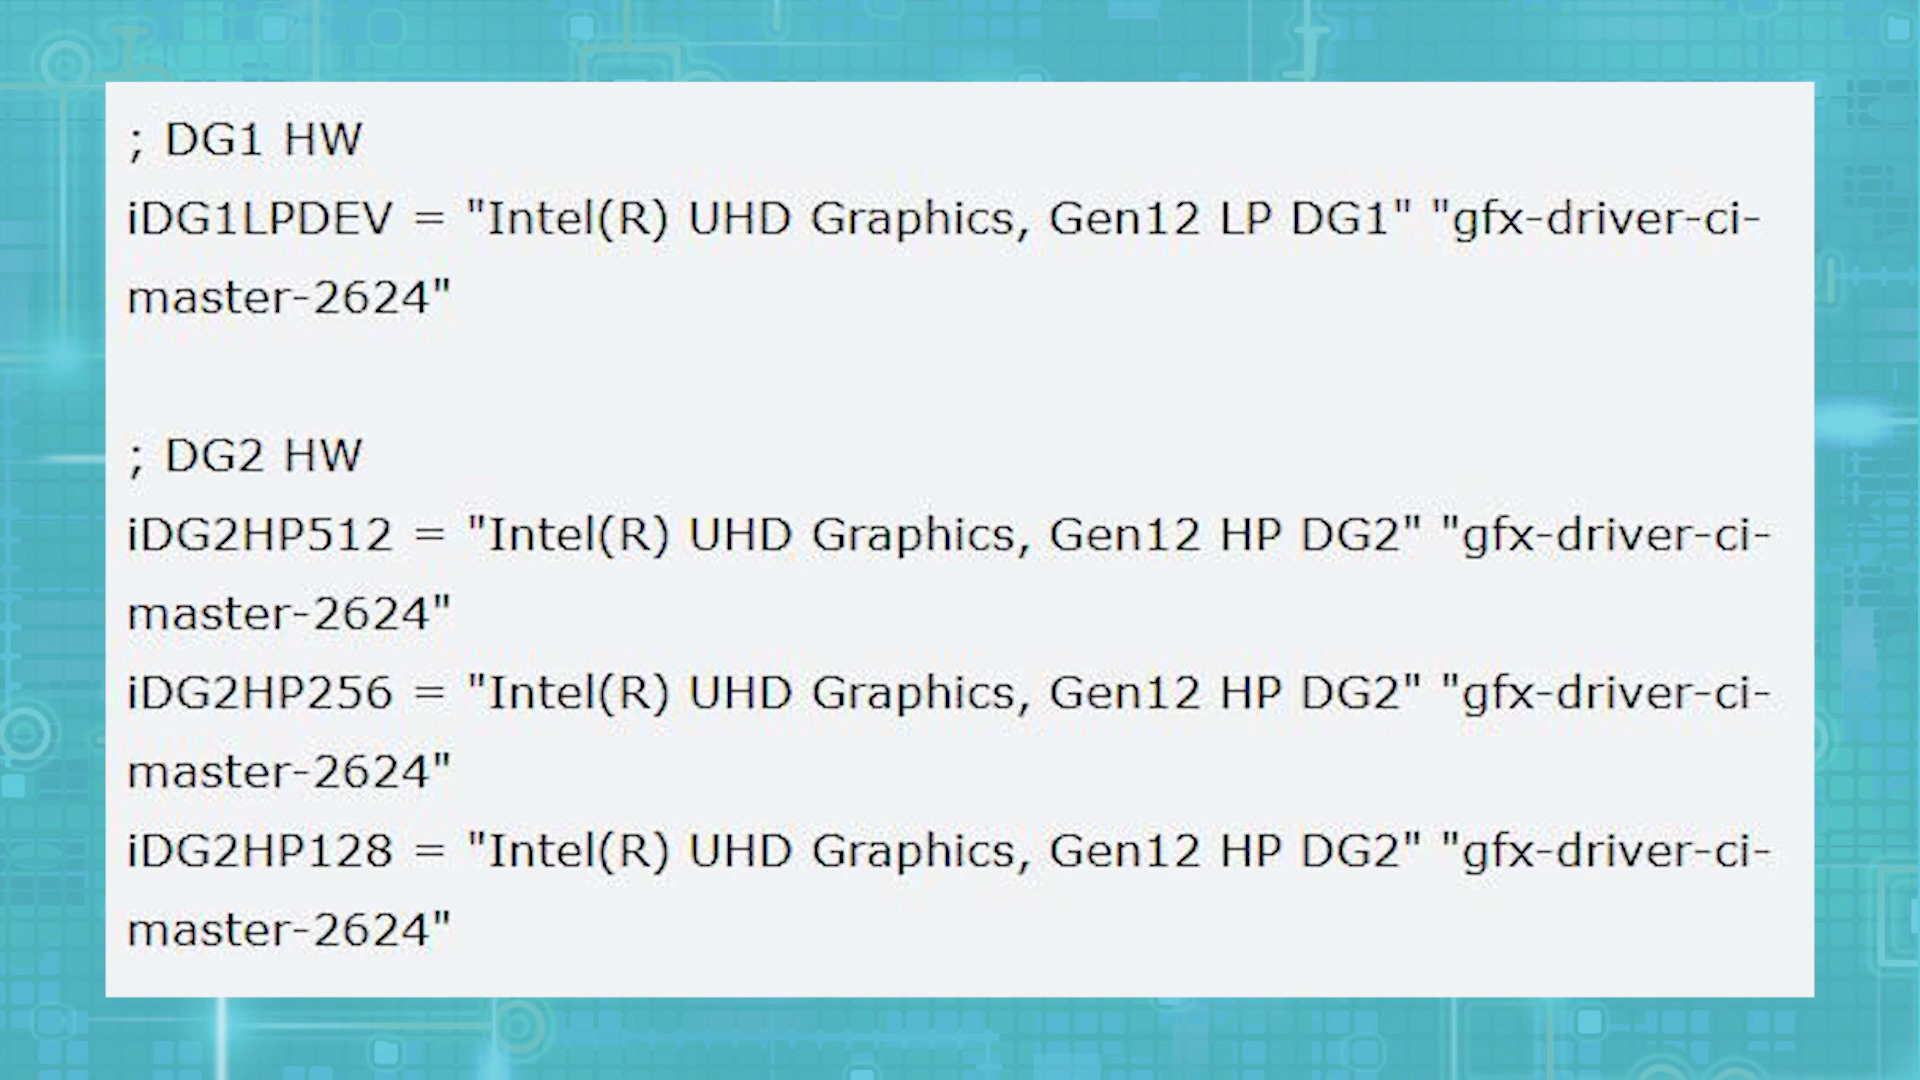 ; DG1 HW
iDG1LPDEV = "Intel(R) UHD Graphics, Gen12 LP DG1" "gfx-driver-ci-
master-2624"
; DG2 HW
iDG2HP512 = "Intel(R) UHD Graphics, Gen12 HP DG2" "gfx-driver-ci-
master-2624"
iDG2HP256 = "Intel(R) UHD Graphics, Gen12 HP DG2" "gfx-driver-ci-
master-2624"
iDG2HP128 = "Intel(R) UHD Graphics, Gen12 HP DG2" "gfx-driver-ci-
master-2624"